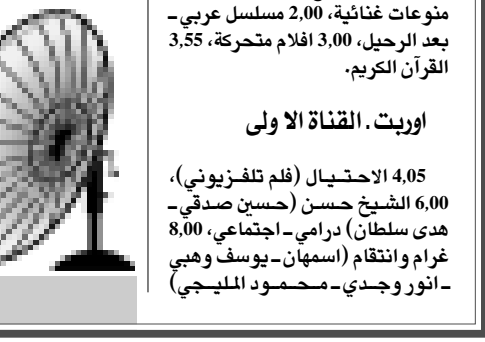 منوعات غنائية، 2,00 مسلسل عربي ـ
بعد الرحيل، 3,00 افلام متحركة، 3,55
القرآن الكريم.
اوربت . القناة الا ولى
4,05 الاحتيال (فلم تلفزيوني)،
6,00 الشيخ حسن (حسين صدقي ـ
هدى سلطان) درامي ـ اجتماعي، 8,00
غرام وانتقام (اسمهان ـ يوسف وهبي
ـ انور وجدي ـ محمود المليجي)